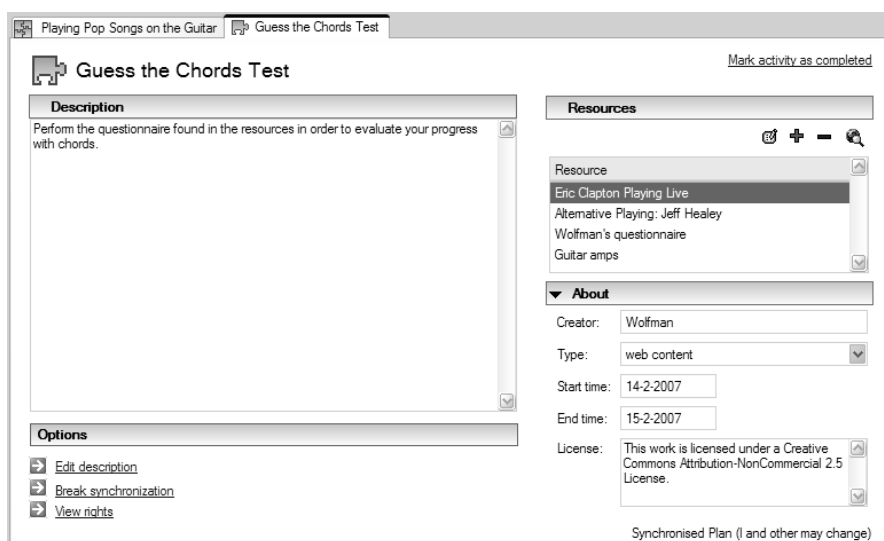 Playing Pop Songs on the Guitar
Guess the Chords Test
Guess the Chords Test
Mark activity as completed
Description
Perform the questionnaire found in the resources in order to evaluate your progress
with chords.
Options
Edit description
Break synchronization
View rights
Resources
Resource
Eric Clapton Playing Live
Alternative Playing: Jeff Healey
Wolfman's questionnaire
Guitar amps
About
Creator: Wolfman
Type: web content
Start time: 14-2-2007
End time: 15-2-2007
License: This work is licensed under a Creative
Commons Attribution-NonCommercial 2.5
License.
Synchronised Plan (I and other may change)